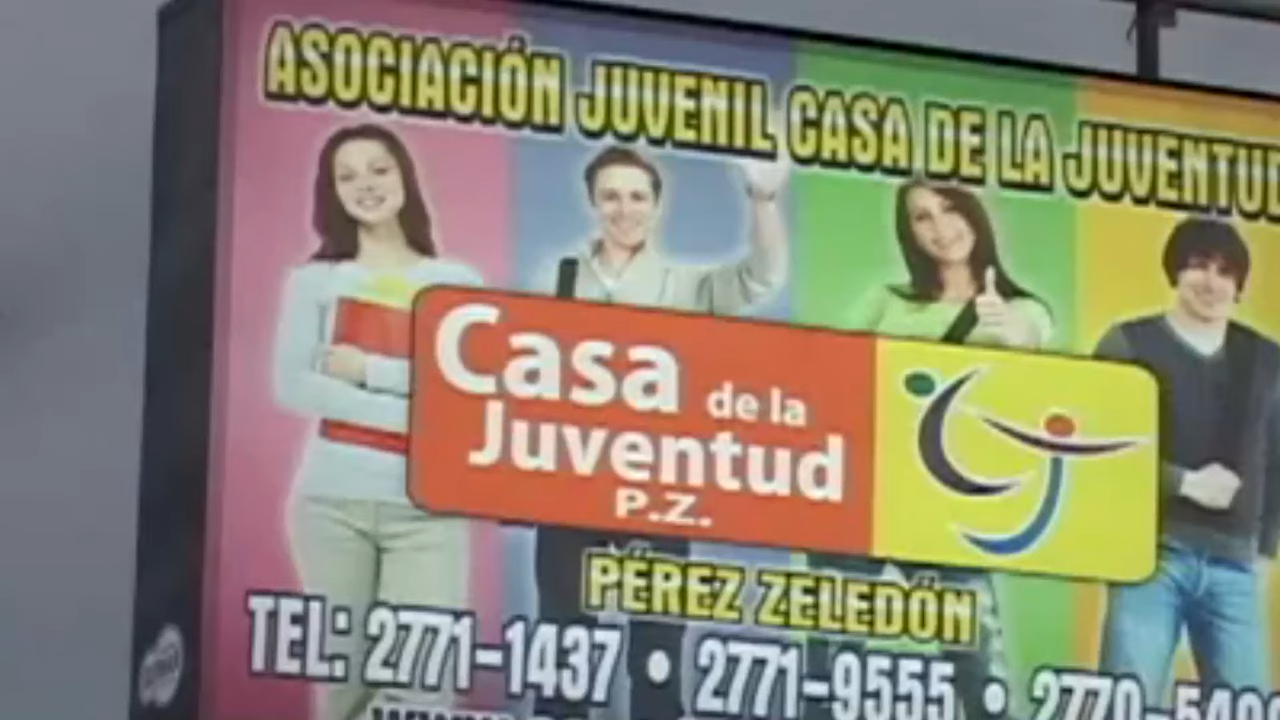 ASOCIACIÓN JUVENIL CASA DE LA JUVENTUD
Casa de la
Juventud
P.Z.
"PÉREZ ZELEDÓN"
TEL: 2771-1437 • 2771-9555 •